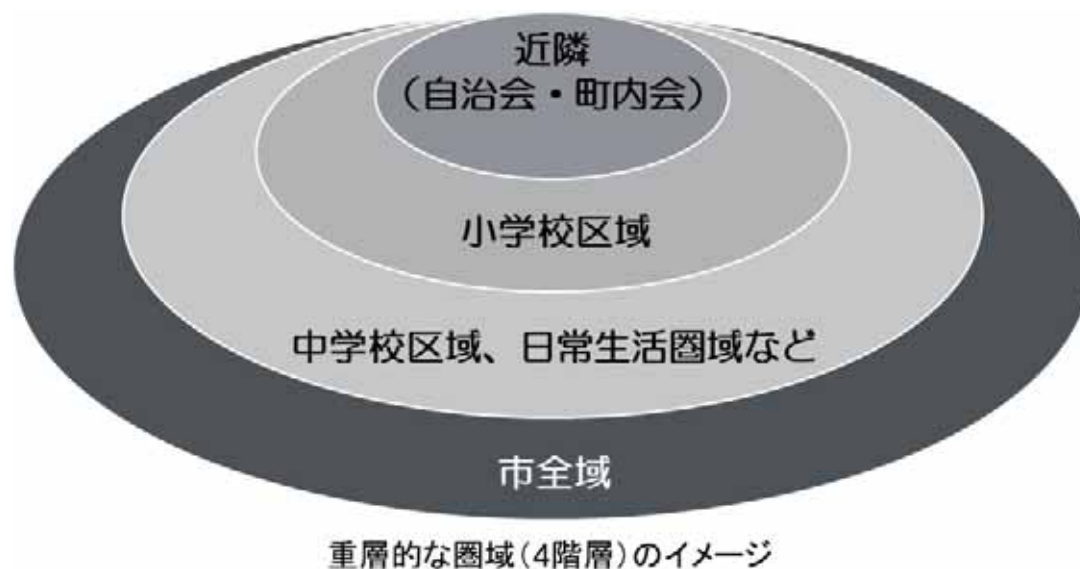 近隣
（自治会・町内会）
小学校区域
中学校区域、日常生活圏域など
市全域
重層的な圏域（4階層）のイメージ